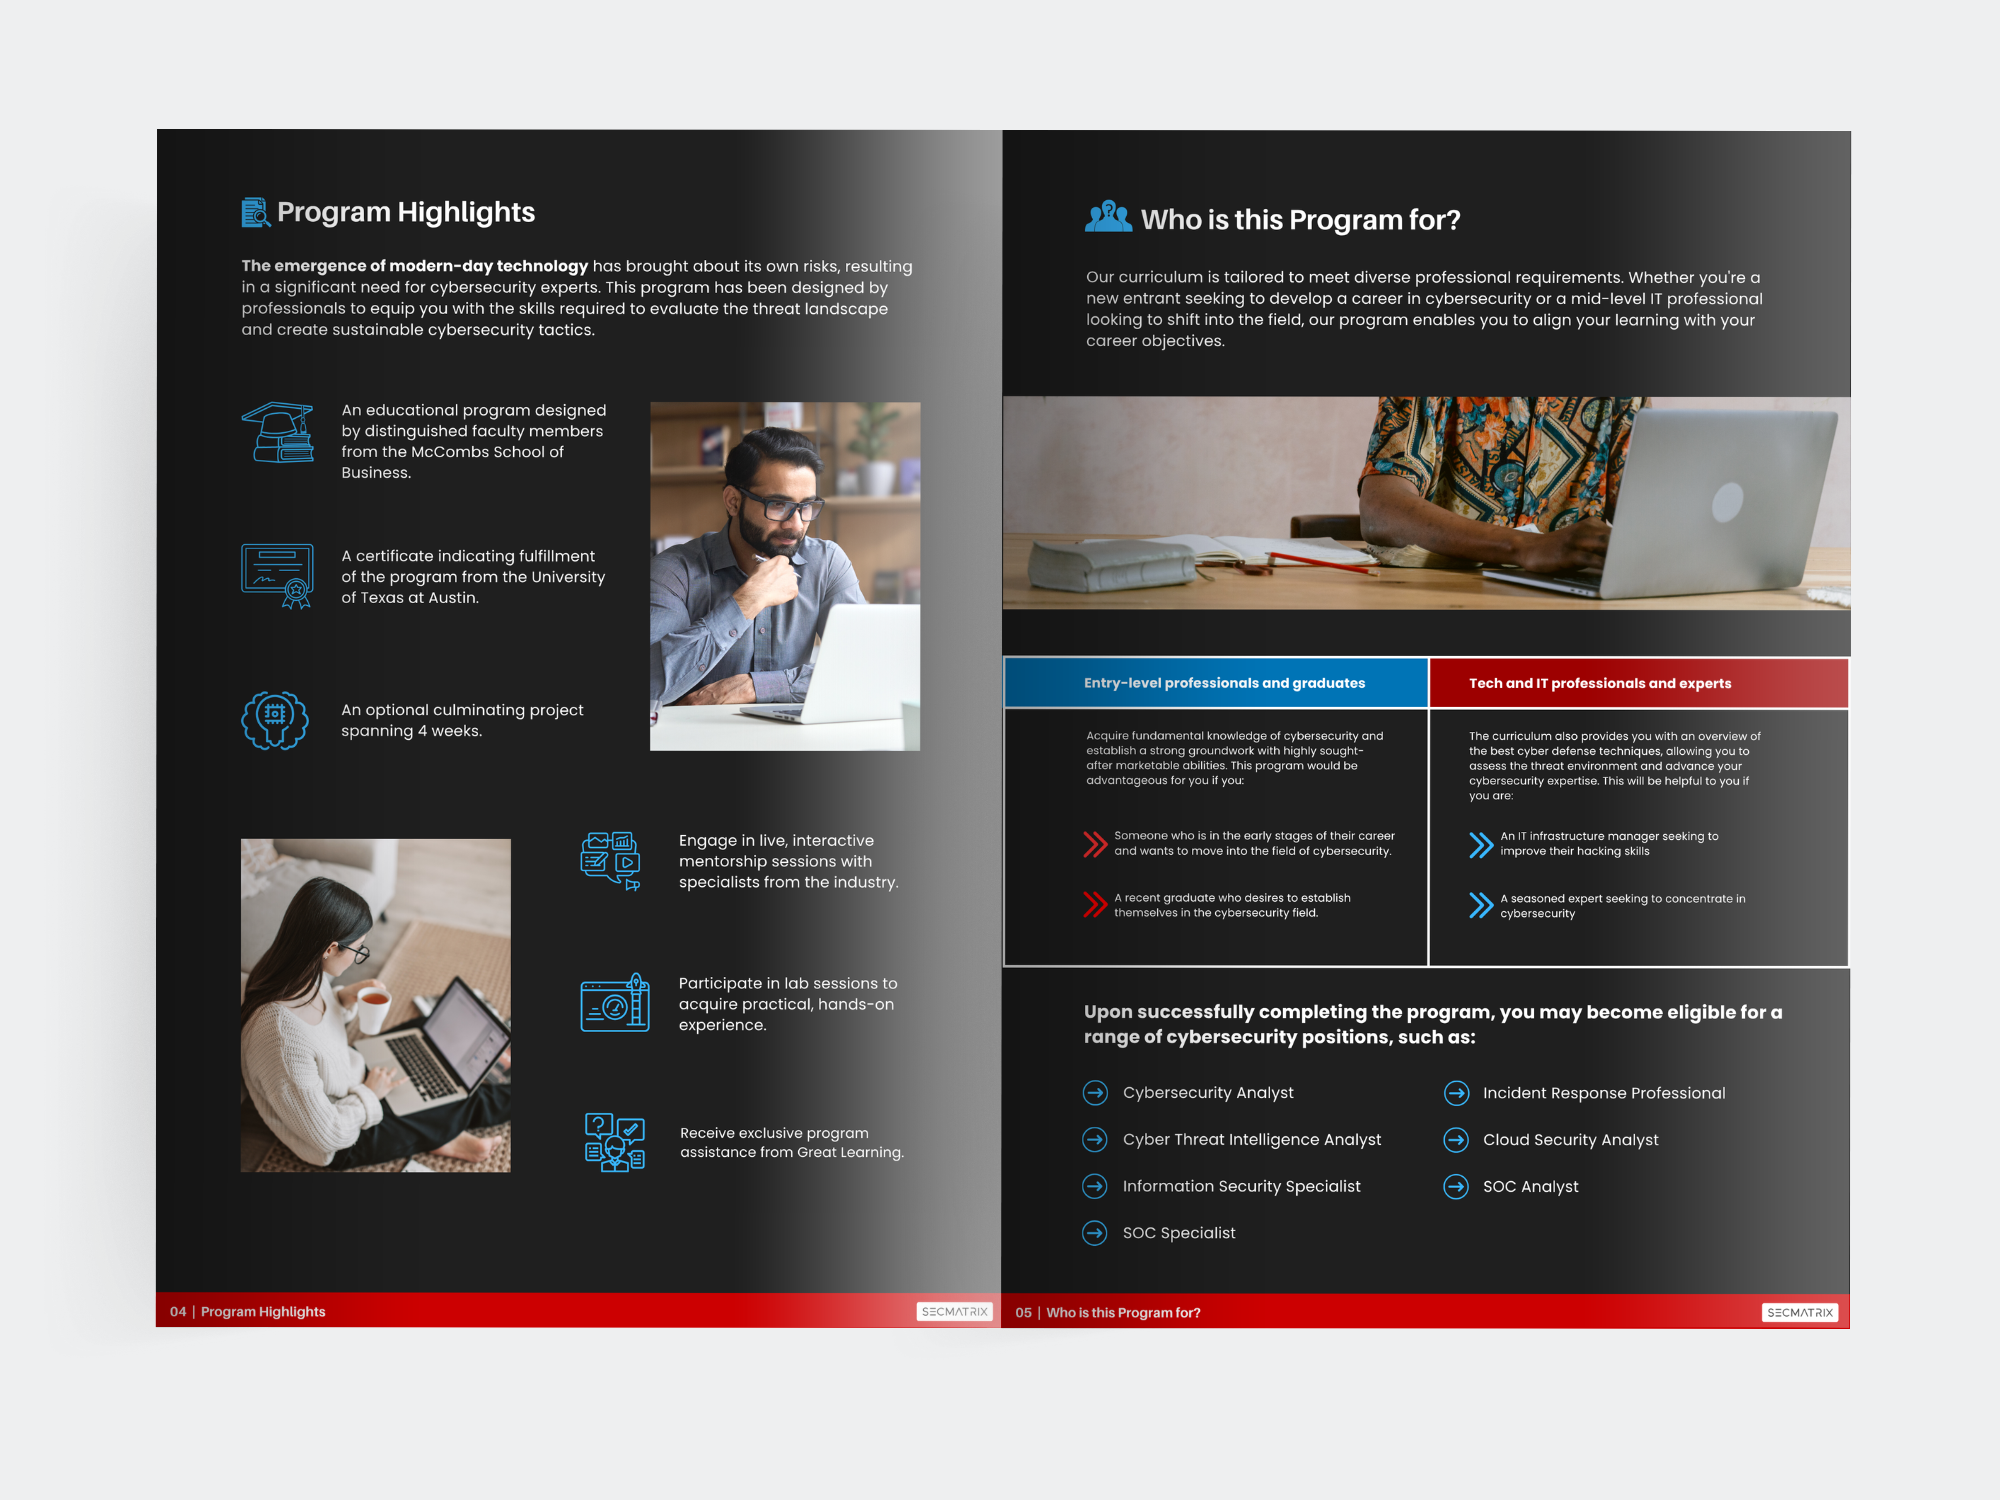 Program Highlights
The emergence of modern-day technology has brought about its own risks, resulting
in a significant need for cybersecurity experts. This program has been designed by
professionals to equip you with the skills required to evaluate the threat landscape
and create sustainable cybersecurity tactics.
An educational program designed
by distinguished faculty members
from the McCombs School of
Business.
A certificate indicating fulfillment
of the program from the University
of Texas at Austin.
An optional culminating project
spanning 4 weeks.
Engage in live, interactive
mentorship sessions with
specialists from the industry.
Participate in lab sessions to
acquire practical, hands-on
experience.
Receive exclusive program
assistance from Great Learning.
04 | Program Highlights
SECMATRIX
Who is this Program for?
Our curriculum is tailored to meet diverse professional requirements. Whether you're a
new entrant seeking to develop a career in cybersecurity or a mid-level IT professional
looking to shift into the field, our program enables you to align your learning with your
career objectives.
Entry-level professionals and graduates
Acquire fundamental knowledge of cybersecurity and
establish a strong groundwork with highly sought-
after marketable abilities. This program would be
advantageous for you if you:
Someone who is in the early stages of their career
and wants to move into the field of cybersecurity.
A recent graduate who desires to establish
themselves in the cybersecurity field.
Tech and IT professionals and experts
The curriculum also provides you with an overview of
the best cyber defense techniques, allowing you to
assess the threat environment and advance your
cybersecurity expertise. This will be helpful to you if
you are:
An IT infrastructure manager seeking to
improve their hacking skills
A seasoned expert seeking to concentrate in
cybersecurity
Upon successfully completing the program, you may become eligible for a
range of cybersecurity positions, such as:
Cybersecurity Analyst
Cyber Threat Intelligence Analyst
Information Security Specialist
SOC Specialist
Incident Response Professional
Cloud Security Analyst
SOC Analyst
05 | Who is this Program for?
SECMATRIX